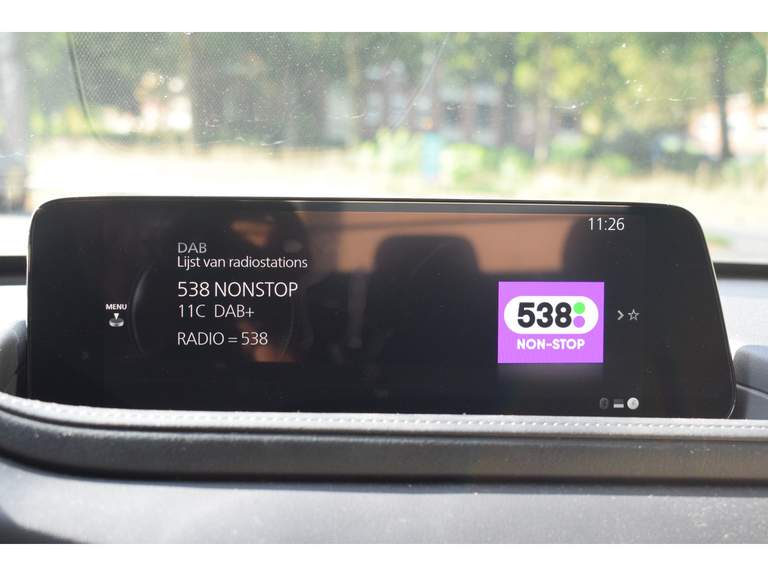 11:26
DAB
Lijst van radiostations
538 NONSTOP
11C DAB+
RADIO = 538
MENU
538
NON-STOP